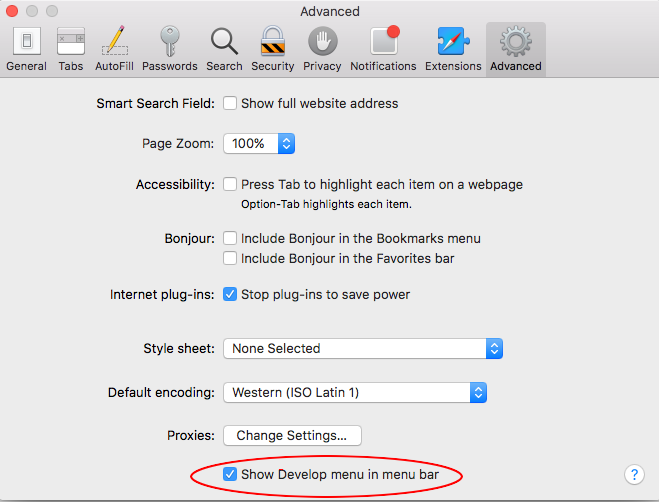 Advanced
General Tabs AutoFill Passwords Search Security Privacy Notifications Extensions Advanced
Smart Search Field: Show full website address
Page Zoom: 100%
Accessibility: Press Tab to highlight each item on a webpage
Option-Tab highlights each item.
Bonjour: Include Bonjour in the Bookmarks menu
Include Bonjour in the Favorites bar
Internet plug-ins: Stop plug-ins to save power
Style sheet: None Selected
Default encoding: Western (ISO Latin 1)
Proxies: Change Settings...
Show Develop menu in menu bar ?